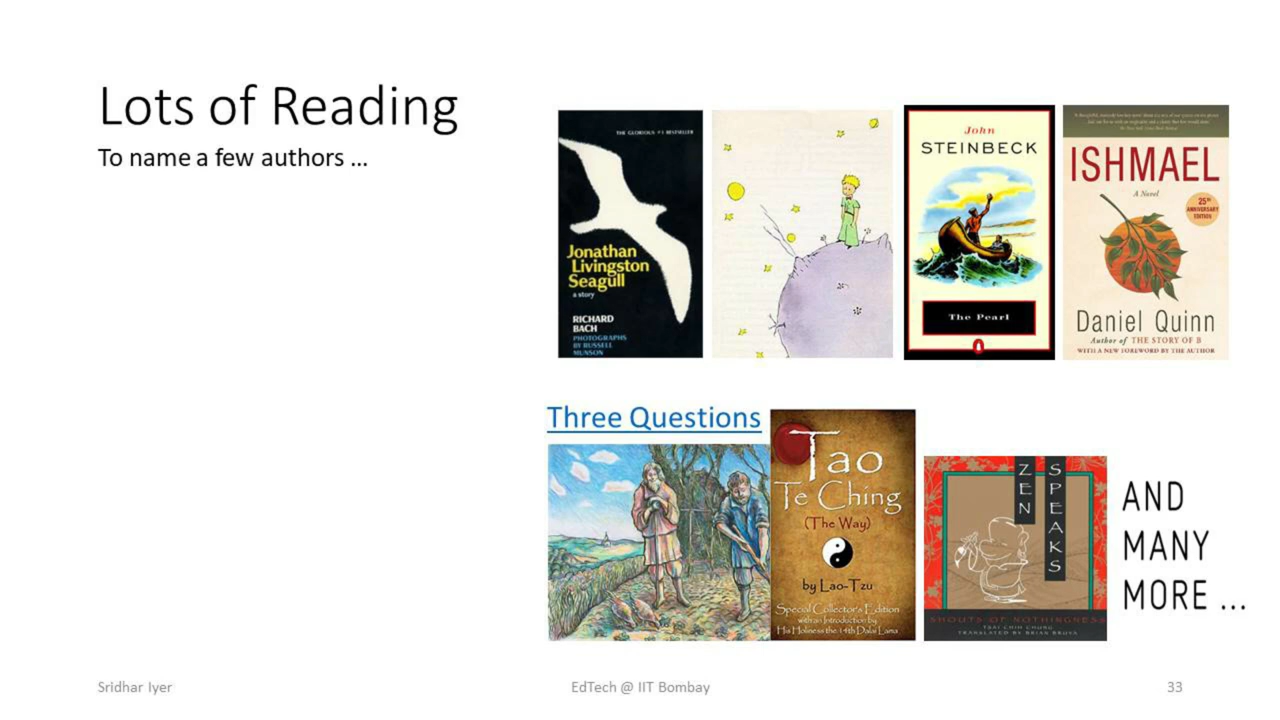 Lots of Reading
To name a few authors ...
THE GLORIOUS #1 BESTSELLER
Jonathan
Livingston
Seagull
a story
RICHARD
BACH
PHOTOGRAPHS
BY RUSSELL
MUNSON
John
STEINBECK
The Pearl
ISHMAEL
A Novel
25th
ANNIVERSARY
EDITION
Daniel Quinn
Author of THE STORY OF B
WITH A NEW FOREWORD BY THE AUTHOR
Three Questions
Tao
Te Ching
(The Way)
by Lao-Tzu
Special Collector's Edition
with an Introduction by
His Holiness the 14th Dalai Lama
ZEN
SPEAKS
SHOUTS OF NOTHINGNESS
TSAI CHIH CHUNG
TRANSLATED BY BRIAN BRUYA
AND
MANY
MORE ...
Sridhar Iyer
EdTech @ IIT Bombay
33